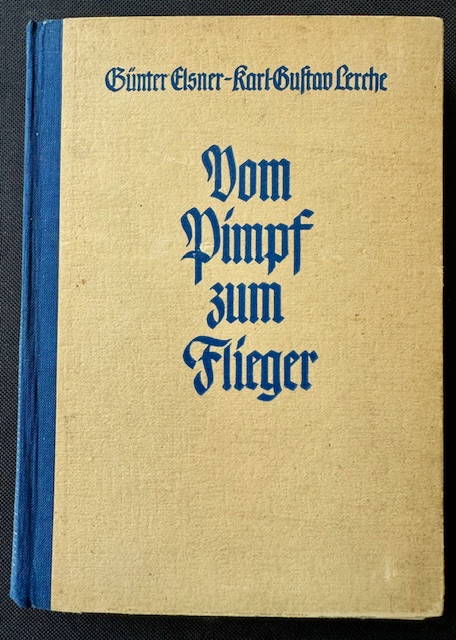 Günter Elsner-Karl-Gustav Lerche
Vom
Pimpf
zum
Flieger